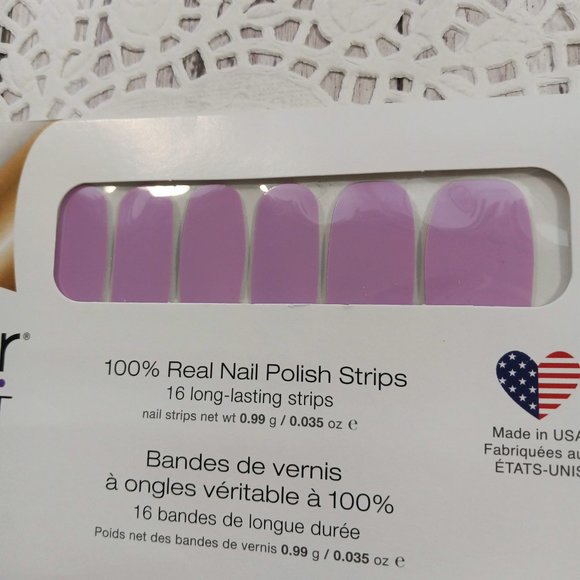 r®
100% Real Nail Polish Strips
16 long-lasting strips
nail strips net wt 0.99 g / 0.035 oz ℮
Bandes de vernis
à ongles véritable à 100%
16 bandes de longue durée
Poids net des bandes de vernis 0.99 g / 0.035 oz ℮
Made in USA
Fabriquées au
ÉTATS-UNIS